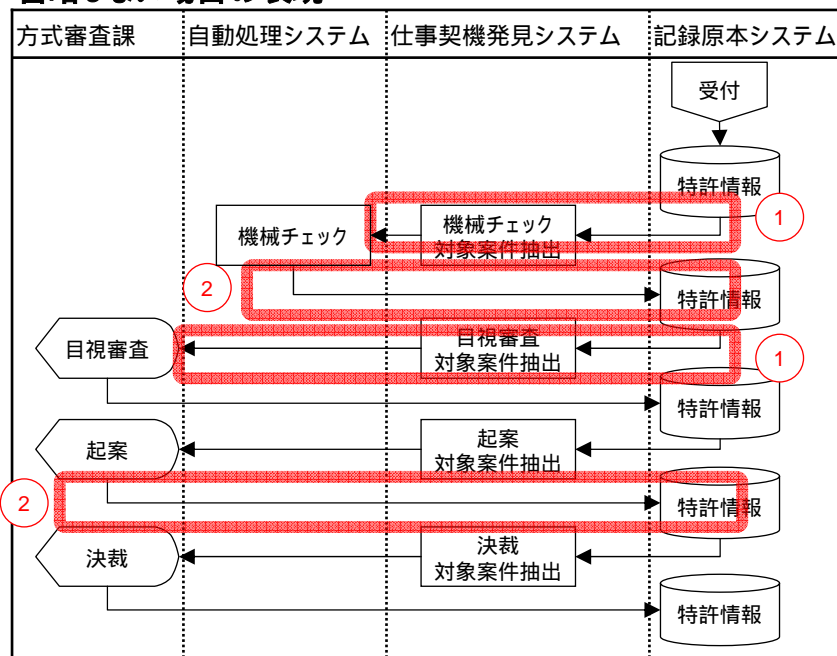 方式審査課
自動処理システム
仕事契機発見システム
記録原本システム
受付
特許情報
①
機械チェック
機械チェック
対象案件抽出
②
特許情報
目視審査
目視審査
対象案件抽出
①
特許情報
起案
起案
対象案件抽出
②
特許情報
決裁
決裁
対象案件抽出
特許情報